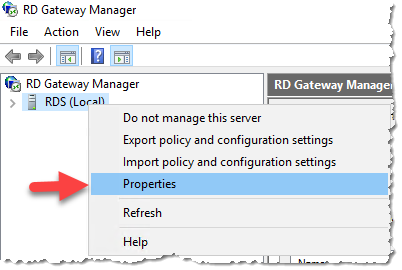 RD Gateway Manager
File Action View Help
RD Gateway Manager
RDS (Local)
RD Gateway Manager
Do not manage this server
Export policy and configuration settings
Import policy and configuration settings
Properties
Refresh
Help